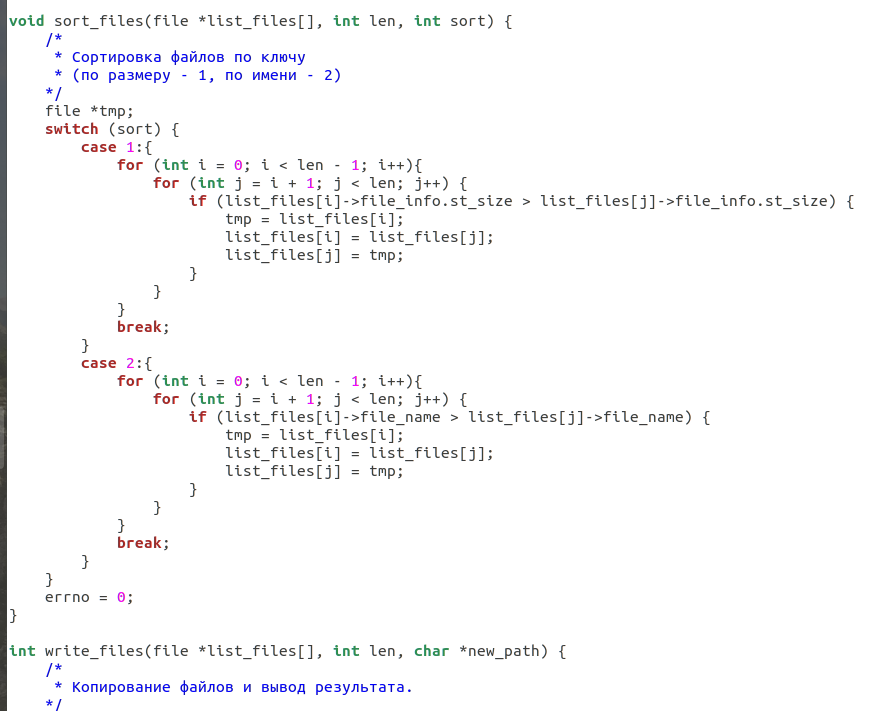 void sort_files(file *list_files[], int len, int sort) {
    /*
     * Сортировка файлов по ключу
     * (по размеру - 1, по имени - 2)
    */
    file *tmp;
    switch (sort) {
        case 1:{
            for (int i = 0; i < len - 1; i++){
                for (int j = i + 1; j < len; j++) {
                    if (list_files[i]->file_info.st_size > list_files[j]->file_info.st_size) {
                        tmp = list_files[i];
                        list_files[i] = list_files[j];
                        list_files[j] = tmp;
                    }
                }
            }
            break;
        }
        case 2:{
            for (int i = 0; i < len - 1; i++){
                for (int j = i + 1; j < len; j++) {
                    if (list_files[i]->file_name > list_files[j]->file_name) {
                        tmp = list_files[i];
                        list_files[i] = list_files[j];
                        list_files[j] = tmp;
                    }
                }
            }
            break;
        }
    }
    errno = 0;
}

int write_files(file *list_files[], int len, char *new_path) {
    /*
     * Копирование файлов и вывод результата.
    */